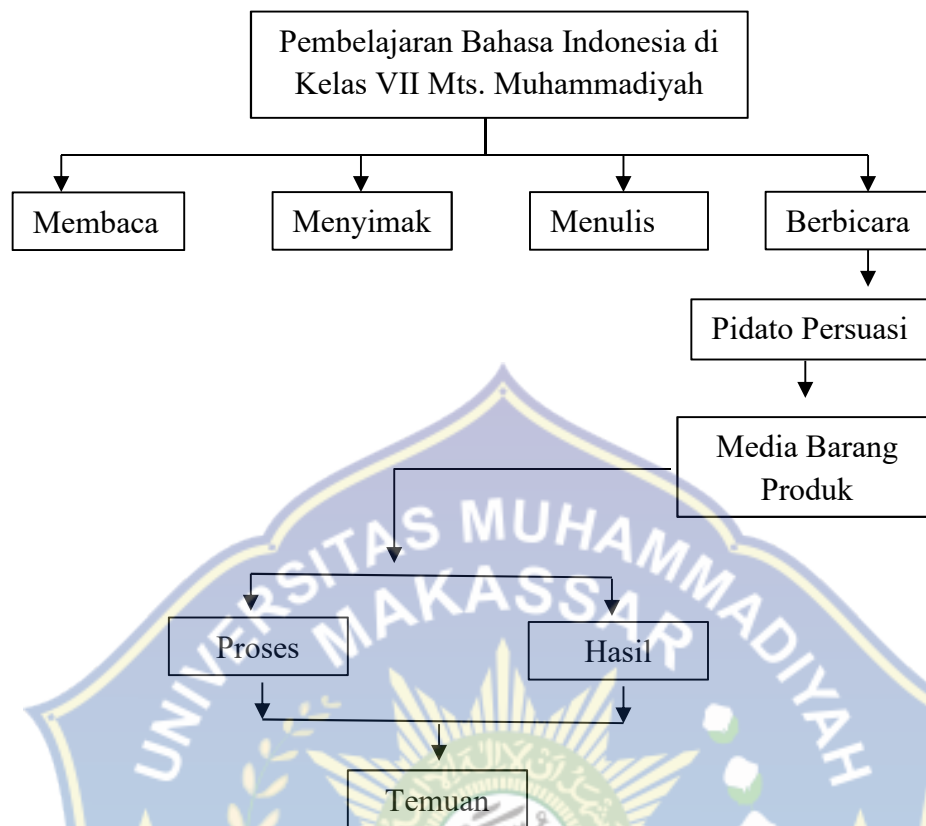 Pembelajaran Bahasa Indonesia di
Kelas VII Mts. Muhammadiyah
Membaca
Menyimak
Menulis
Berbicara
Pidato Persuasi
Media Barang
Produk
UNIVERSITAS MUHAMMADIYAH
MAKASSAR
Proses
Hasil
Temuan